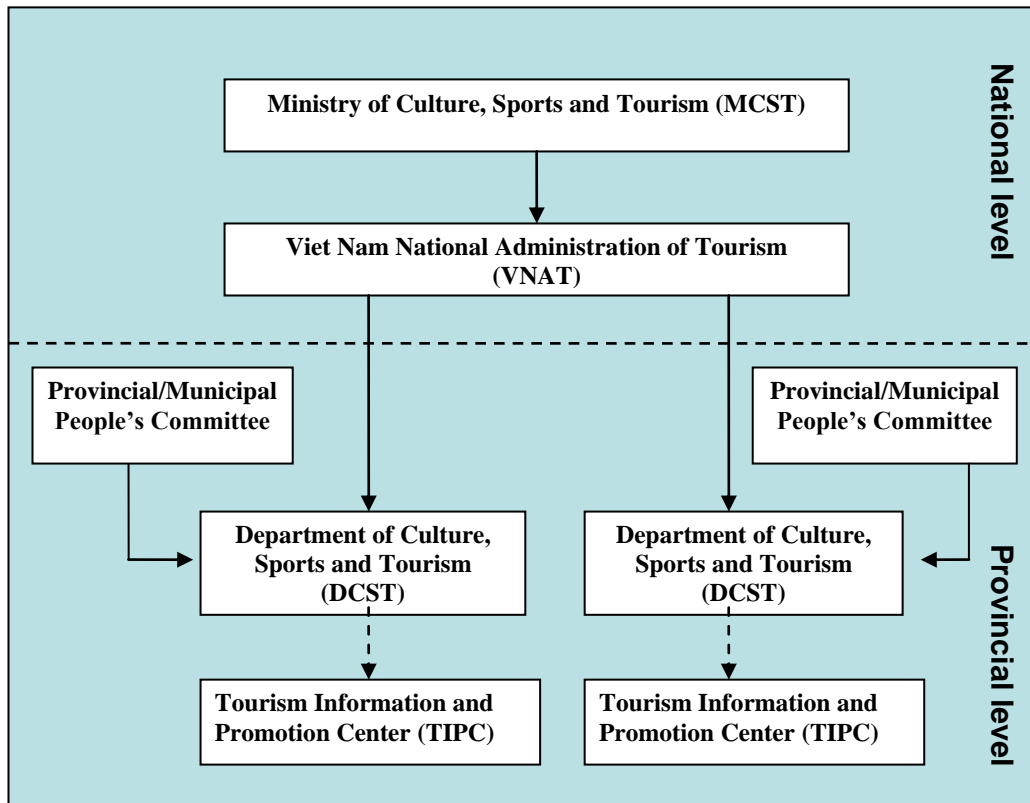 Ministry of Culture, Sports and Tourism (MCST)
National level
Viet Nam National Administration of Tourism
(VNAT)
Provincial/Municipal
People’s Committee
Provincial/Municipal
People’s Committee
Department of Culture,
Sports and Tourism
(DCST)
Department of Culture,
Sports and Tourism
(DCST)
Provincial level
Tourism Information and
Promotion Center (TIPC)
Tourism Information and
Promotion Center (TIPC)